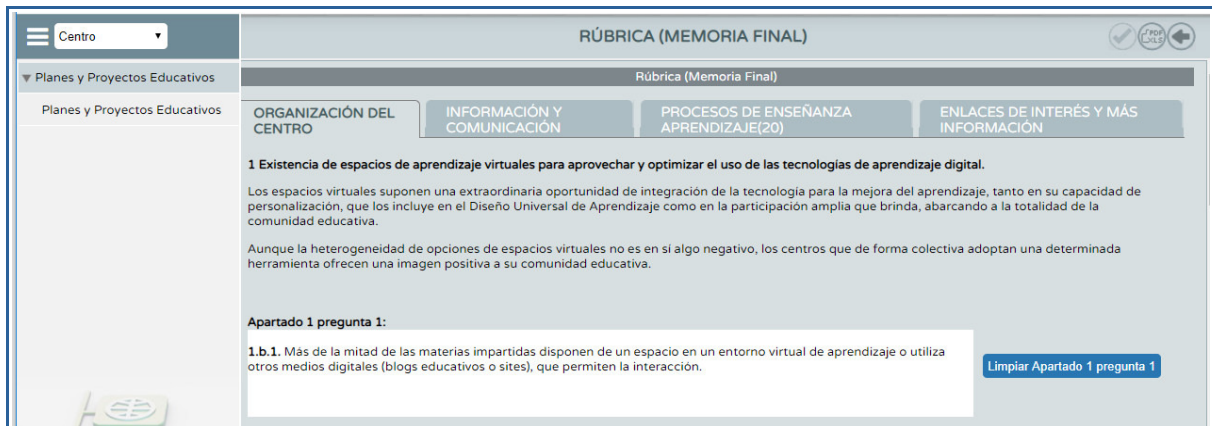 Centro
RÚBRICA (MEMORIA FINAL)
PDF
XLS
Planes y Proyectos Educativos
Planes y Proyectos Educativos
Rúbrica (Memoria Final)
ORGANIZACIÓN DEL
CENTRO
INFORMACIÓN Y
COMUNICACIÓN
PROCESOS DE ENSEÑANZA
APRENDIZAJE(20)
ENLACES DE INTERÉS Y MÁS
INFORMACIÓN
1 Existencia de espacios de aprendizaje virtuales para aprovechar y optimizar el uso de las tecnologías de aprendizaje digital.
Los espacios virtuales suponen una extraordinaria oportunidad de integración de la tecnología para la mejora del aprendizaje, tanto en su capacidad de
personalización, que los incluye en el Diseño Universal de Aprendizaje como en la participación amplia que brinda, abarcando a la totalidad de la
comunidad educativa.
Aunque la heterogeneidad de opciones de espacios virtuales no es en sí algo negativo, los centros que de forma colectiva adoptan una determinada
herramienta ofrecen una imagen positiva a su comunidad educativa.
Apartado 1 pregunta 1:
1.b.1. Más de la mitad de las materias impartidas disponen de un espacio en un entorno virtual de aprendizaje o utiliza
otros medios digitales (blogs educativos o sites), que permiten la interacción.
Limpiar Apartado 1 pregunta 1